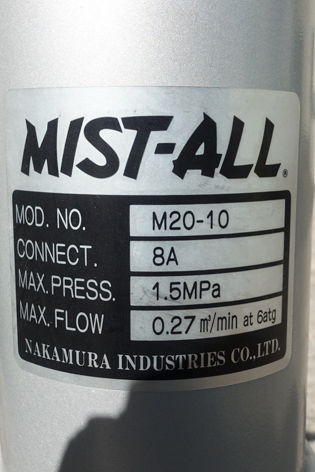 MIST-ALL®
MOD. NO. M20-10
CONNECT. 8A
MAX. PRESS. 1.5MPa
MAX. FLOW 0.27 m³/min at 6atg
NAKAMURA INDUSTRIES CO.,LTD.